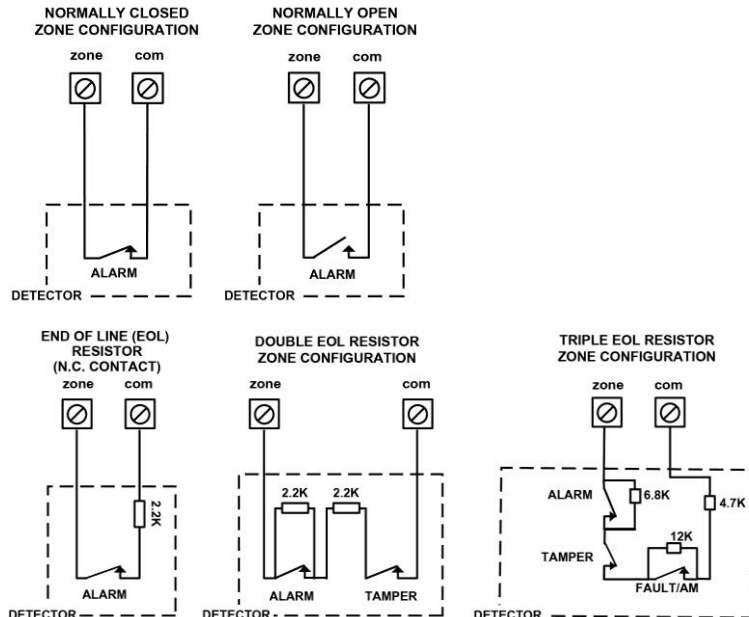 NORMALLY CLOSED
ZONE CONFIGURATION
zone com
ALARM
DETECTOR
NORMALLY OPEN
ZONE CONFIGURATION
zone com
ALARM
DETECTOR
END OF LINE (EOL)
RESISTOR
(N.C. CONTACT)
zone com
2.2K
ALARM
DETECTOR
DOUBLE EOL RESISTOR
ZONE CONFIGURATION
zone com
2.2K 2.2K
ALARM TAMPER
DETECTOR
TRIPLE EOL RESISTOR
ZONE CONFIGURATION
zone com
ALARM 6.8K 4.7K
TAMPER 12K
FAULT/AM
DETECTOR